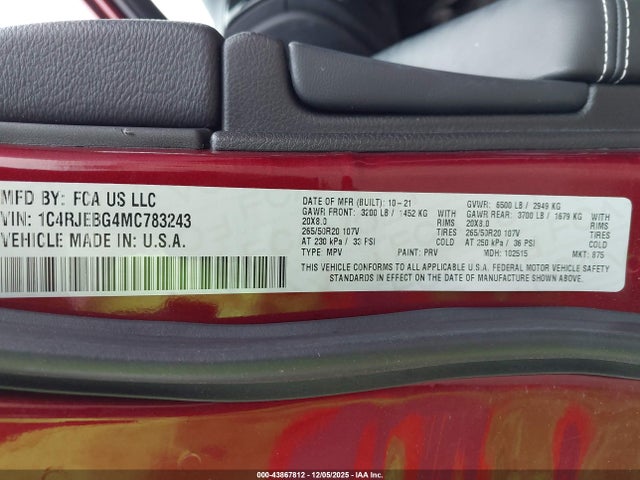 MFD BY: FCA US LLC
VIN: 1C4RJEBG4MC783243
VEHICLE MADE IN: U.S.A.
DATE OF MFR (BUILT): 10-21 GVWR: 6500 LB / 2949 KG
GAWR FRONT: 3200 LB / 1452 KG WITH GAWR REAR: 3700 LB / 1679 KG WITH
20X8.0 RIMS 20X8.0 RIMS
265/50R20 107V TIRES 265/50R20 107V TIRES
AT 230 kPa / 33 PSI COLD AT 250 kPa / 36 PSI COLD
TYPE: MPV PAINT: PRV MDH: 102515 MKT: 875
THIS VEHICLE CONFORMS TO ALL APPLICABLE U.S.A. FEDERAL MOTOR VEHICLE SAFETY
STANDARDS IN EFFECT ON THE DATE OF MANUFACTURE SHOWN ABOVE.
000-43867812 - 12/05/2025 - IAA Inc.